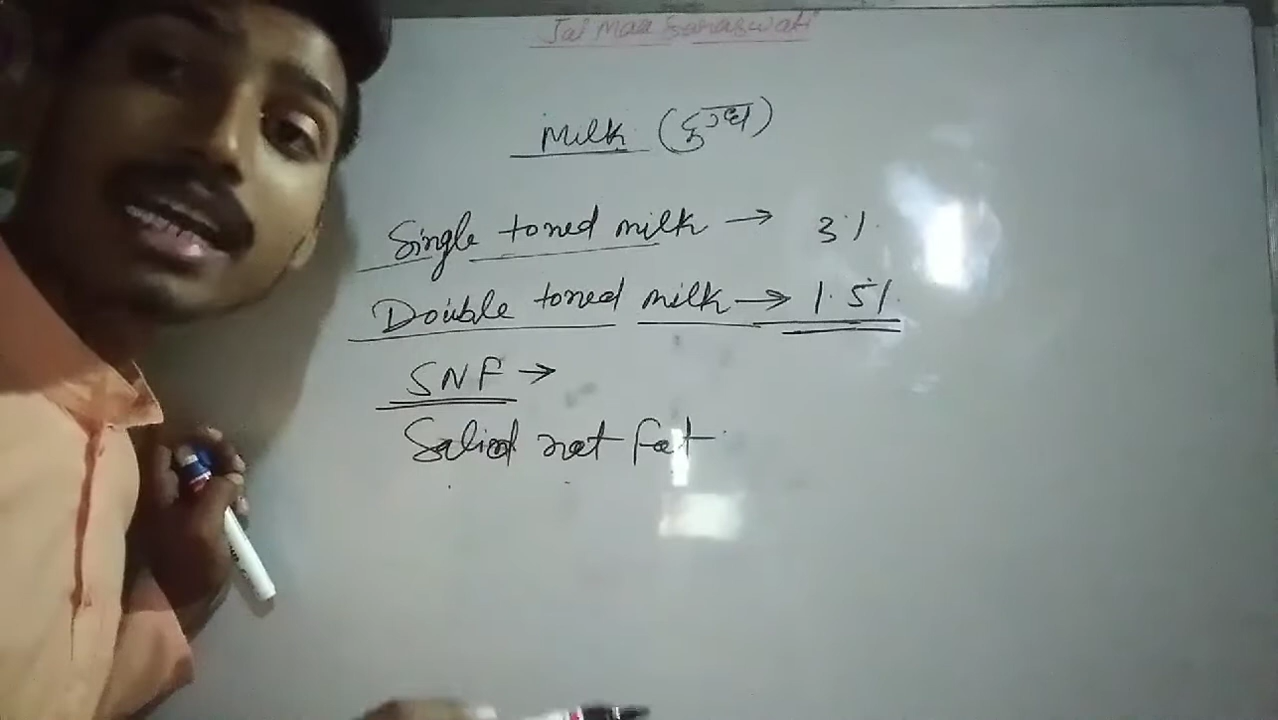 Jai Maa Saraswati
Milk (दुग्ध)
Single toned milk → 3%
Double toned milk → 1.5%
SNF →
Solid not fat